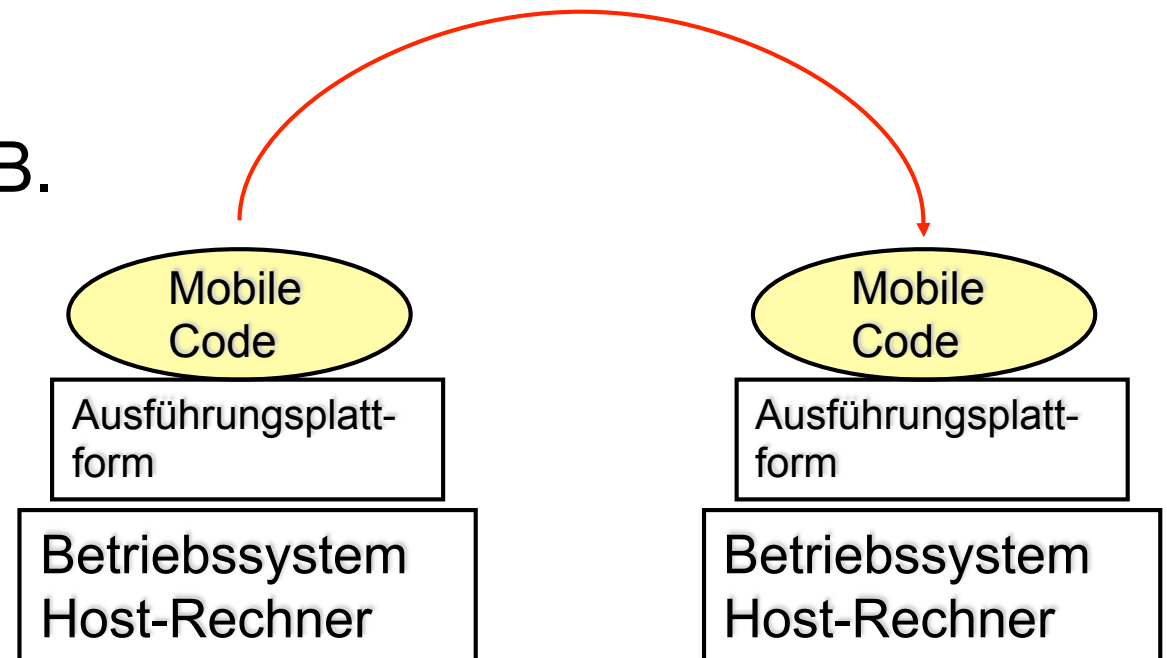 B.
Mobile
Code
Ausführungsplatt-
form
Betriebssystem
Host-Rechner
Mobile
Code
Ausführungsplatt-
form
Betriebssystem
Host-Rechner